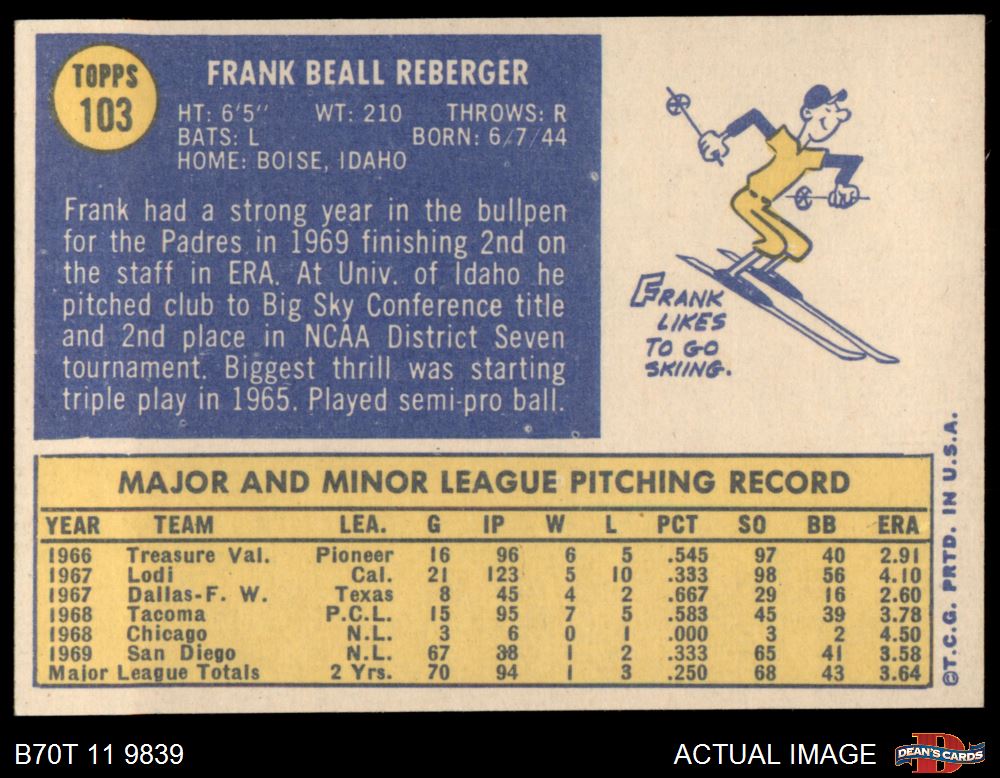 TOPPS
103
FRANK BEALL REBERGER
HT: 6'5" WT: 210 THROWS: R
BATS: L BORN: 6/7/44
HOME: BOISE, IDAHO
Frank had a strong year in the bullpen
for the Padres in 1969 finishing 2nd on
the staff in ERA. At Univ. of Idaho he
pitched club to Big Sky Conference title
and 2nd place in NCAA District Seven
tournament. Biggest thrill was starting
triple play in 1965. Played semi-pro ball.
FRANK
LIKES
TO GO
SKIING.
MAJOR AND MINOR LEAGUE PITCHING RECORD
YEAR TEAM LEA. G IP W L PCT SO BB ERA
1966 Treasure Val. Pioneer 16 96 6 5 .545 97 40 2.91
1967 Lodi Cal. 21 123 5 10 .333 98 56 4.10
1967 Dallas-F. W. Texas 8 45 4 2 .667 29 16 2.60
1968 Tacoma P.C.L. 15 95 7 5 .583 45 39 3.78
1968 Chicago N.L. 3 6 0 1 .000 3 2 4.50
1969 San Diego N.L. 67 38 1 2 .333 65 41 3.58
Major League Totals 2 Yrs. 70 94 1 3 .250 68 43 3.64
©T.C.G. PRTD. IN U.S.A.
B70T 11 9839
ACTUAL IMAGE
DEAN'S CARDS